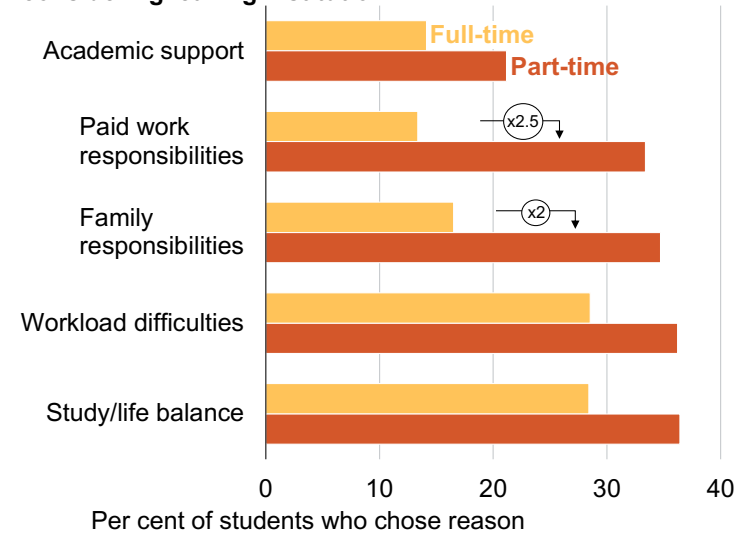 Full-time
Academic support
Part-time
Paid work
responsibilities
x2.5
Family
responsibilities
x2
Workload difficulties
Study/life balance
0 10 20 30 40
Per cent of students who chose reason